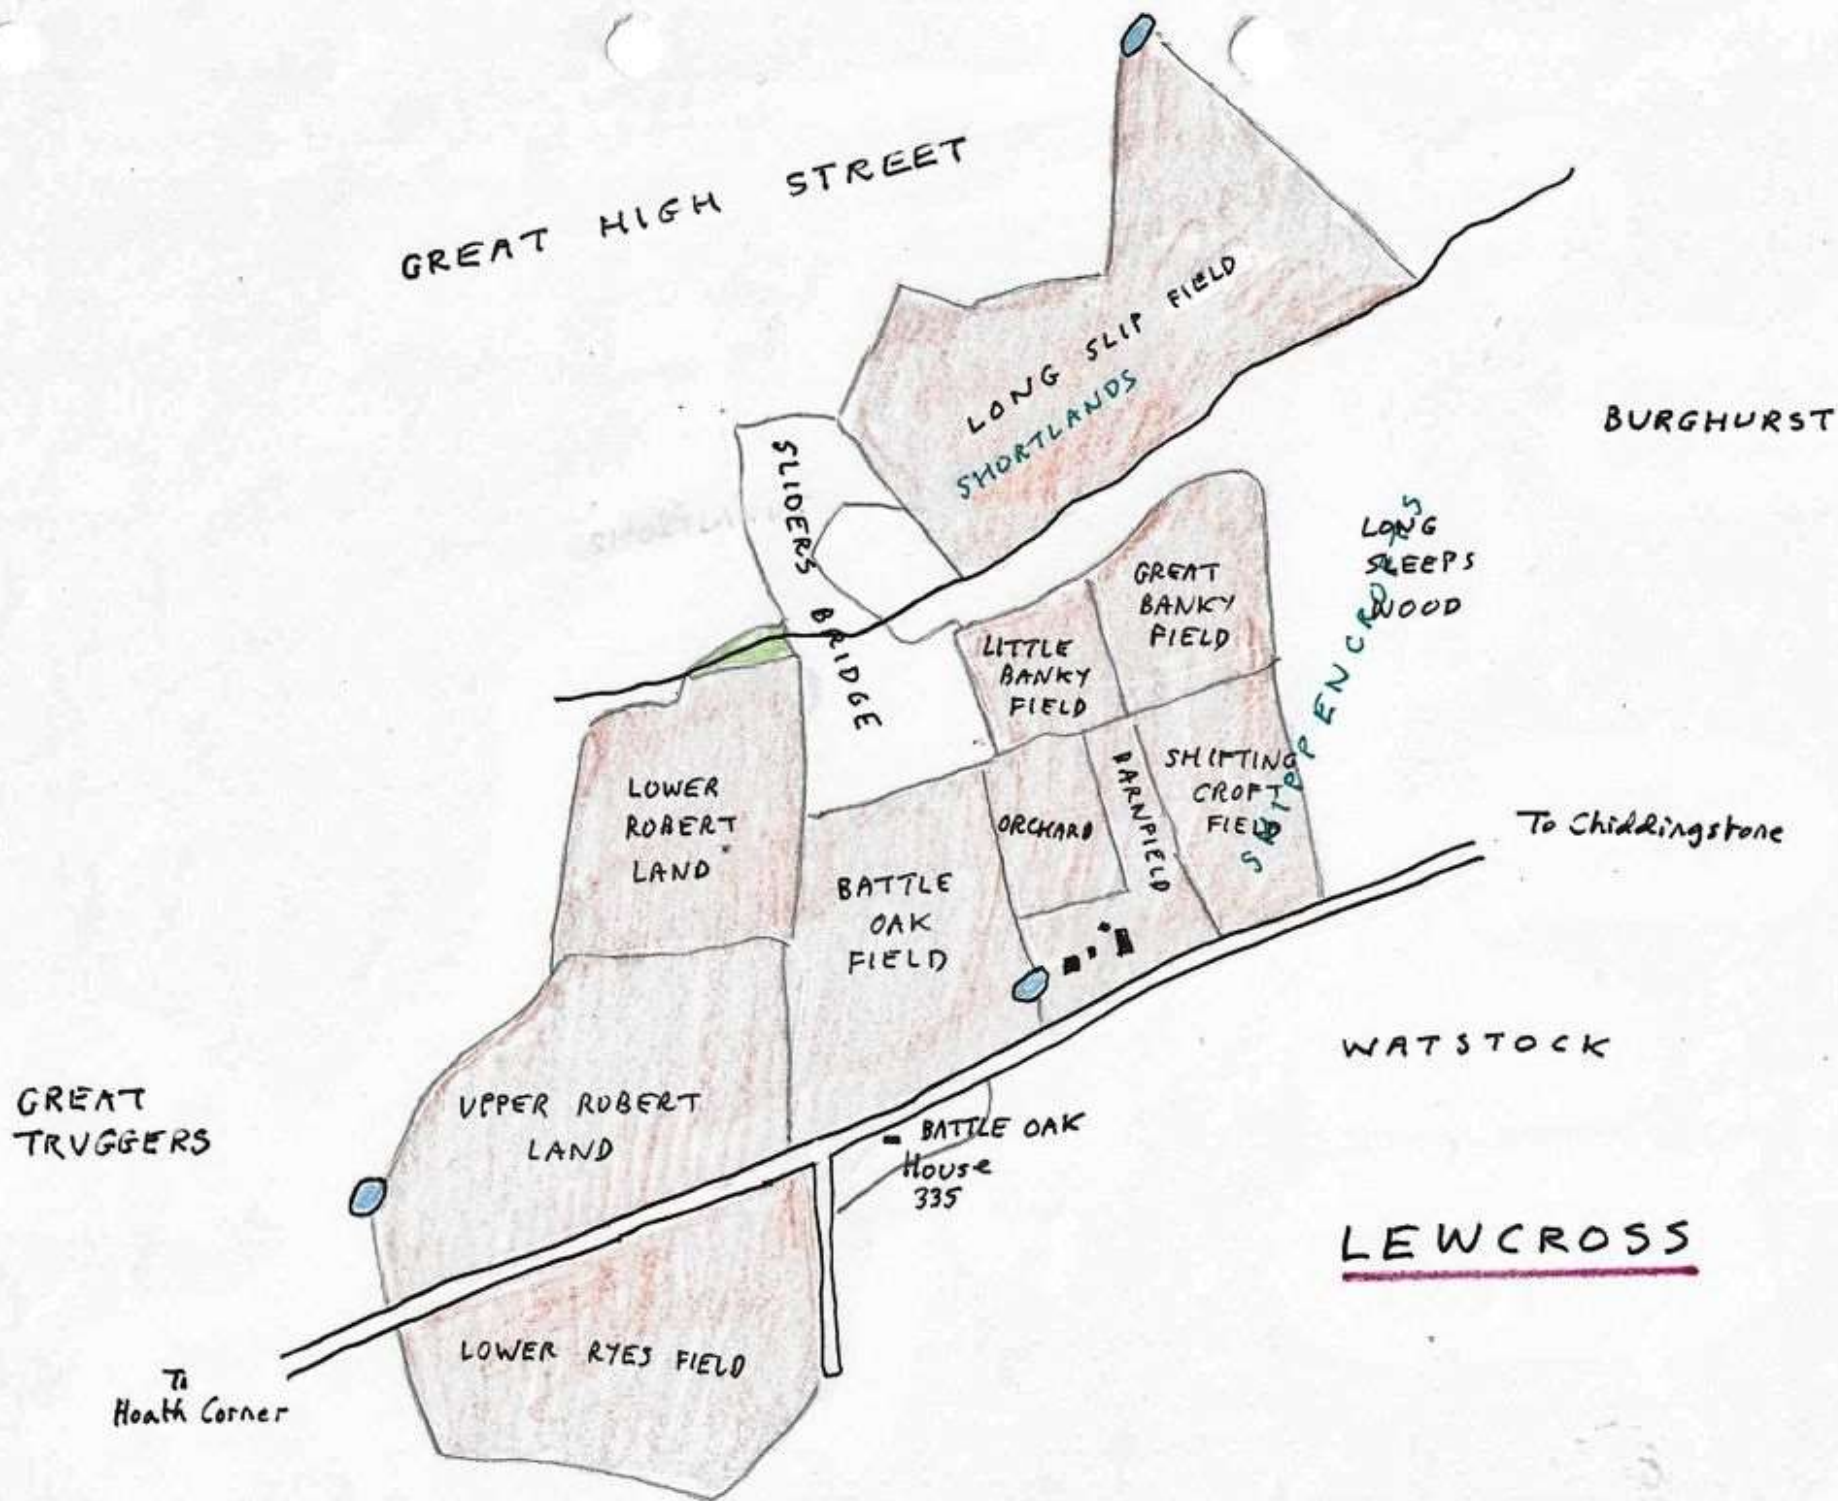 GREAT HIGH STREET
LONG SLIP FIELD
SHORTLANDS
BURGHURST
SLIDERS BRIDGE
LONG
SLEEPS
WOOD
GREAT
BANKY
FIELD
LITTLE
BANKY
FIELD
SHIPPENCROFTS
LOWER
ROBERT
LAND
ORCHARD
BARNFIELD
SHIFTING
CROFT
FIELD
To Chiddingstone
BATTLE
OAK
FIELD
WATSTOCK
GREAT
TRUGGERS
UPPER ROBERT
LAND
BATTLE OAK
House
335
LEWCROSS
LOWER RYES FIELD
To
Hoath Corner